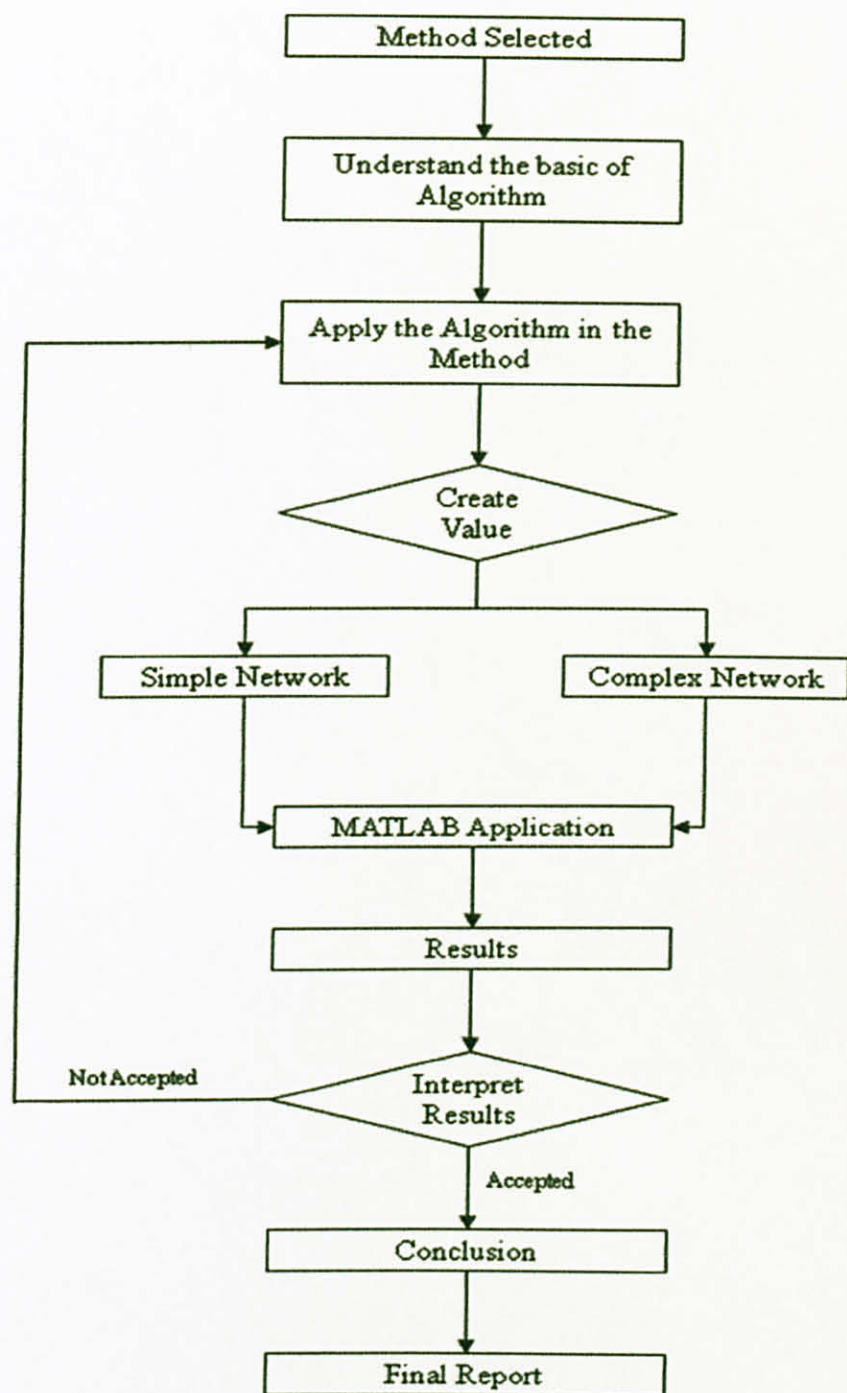 Method Selected
Understand the basic of
Algorithm
Apply the Algorithm in the
Method
Create
Value
Simple Network
Complex Network
MATLAB Application
Results
Not Accepted
Interpret
Results
Accepted
Conclusion
Final Report